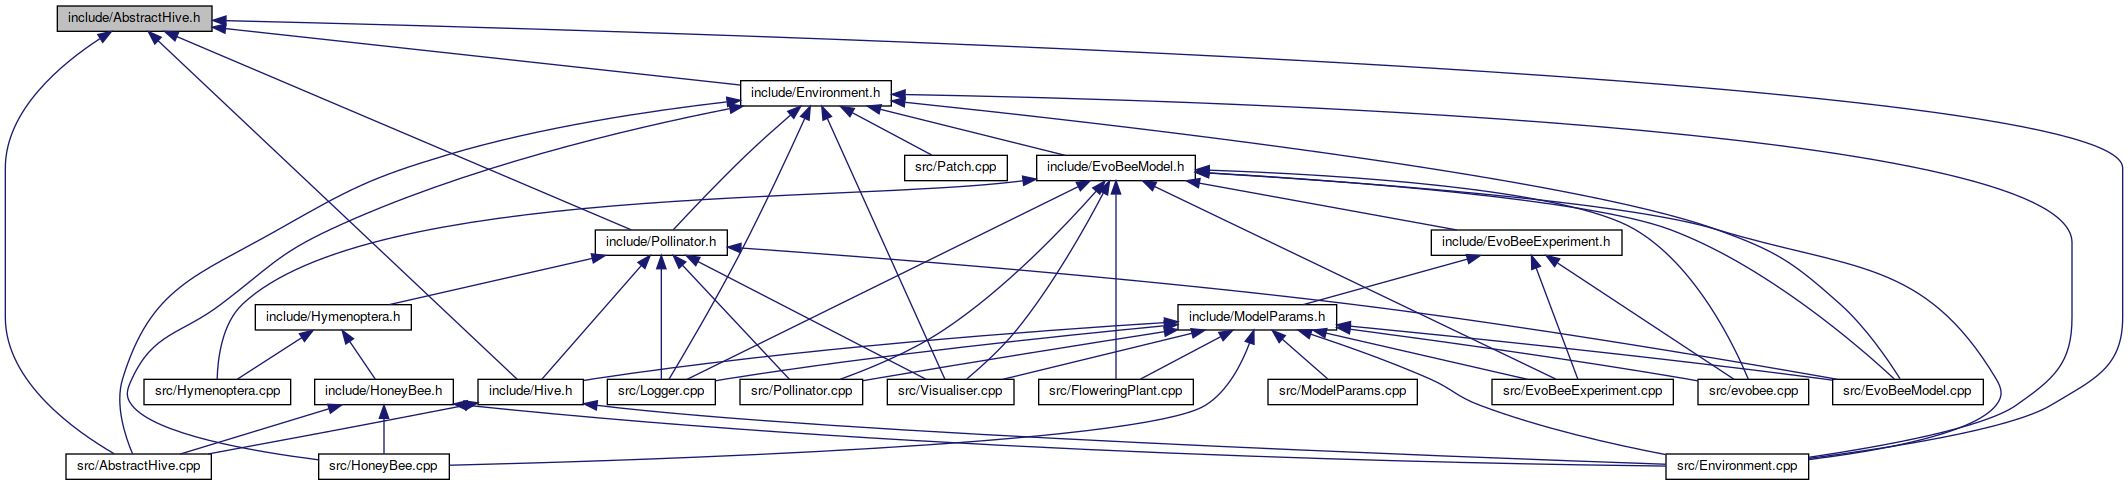 include/AbstractHive.h
include/Environment.h
src/Patch.cpp
include/EvoBeeModel.h
include/Pollinator.h
include/EvoBeeExperiment.h
include/Hymenoptera.h
include/ModelParams.h
src/Hymenoptera.cpp
include/HoneyBee.h
include/Hive.h
src/Logger.cpp
src/Pollinator.cpp
src/Visualiser.cpp
src/FloweringPlant.cpp
src/ModelParams.cpp
src/EvoBeeExperiment.cpp
src/evobee.cpp
src/EvoBeeModel.cpp
src/AbstractHive.cpp
src/HoneyBee.cpp
src/Environment.cpp